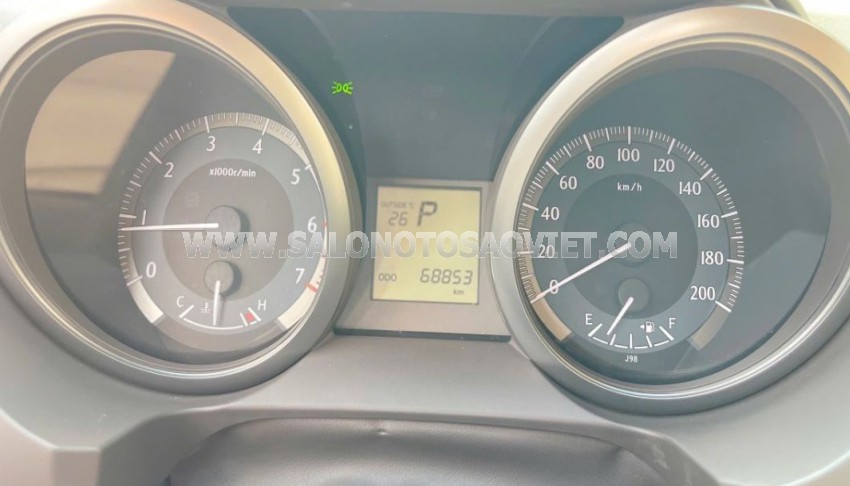 0 1 2 3 4 5 6 7
x1000r/min
C H
OUTSIDE °C
26 P
ODO 68853
km
0 20 40 60 80 100 120 140 160 180 200
km/h
E F
J98
WWW.SALONOTOSAOVIET.COM